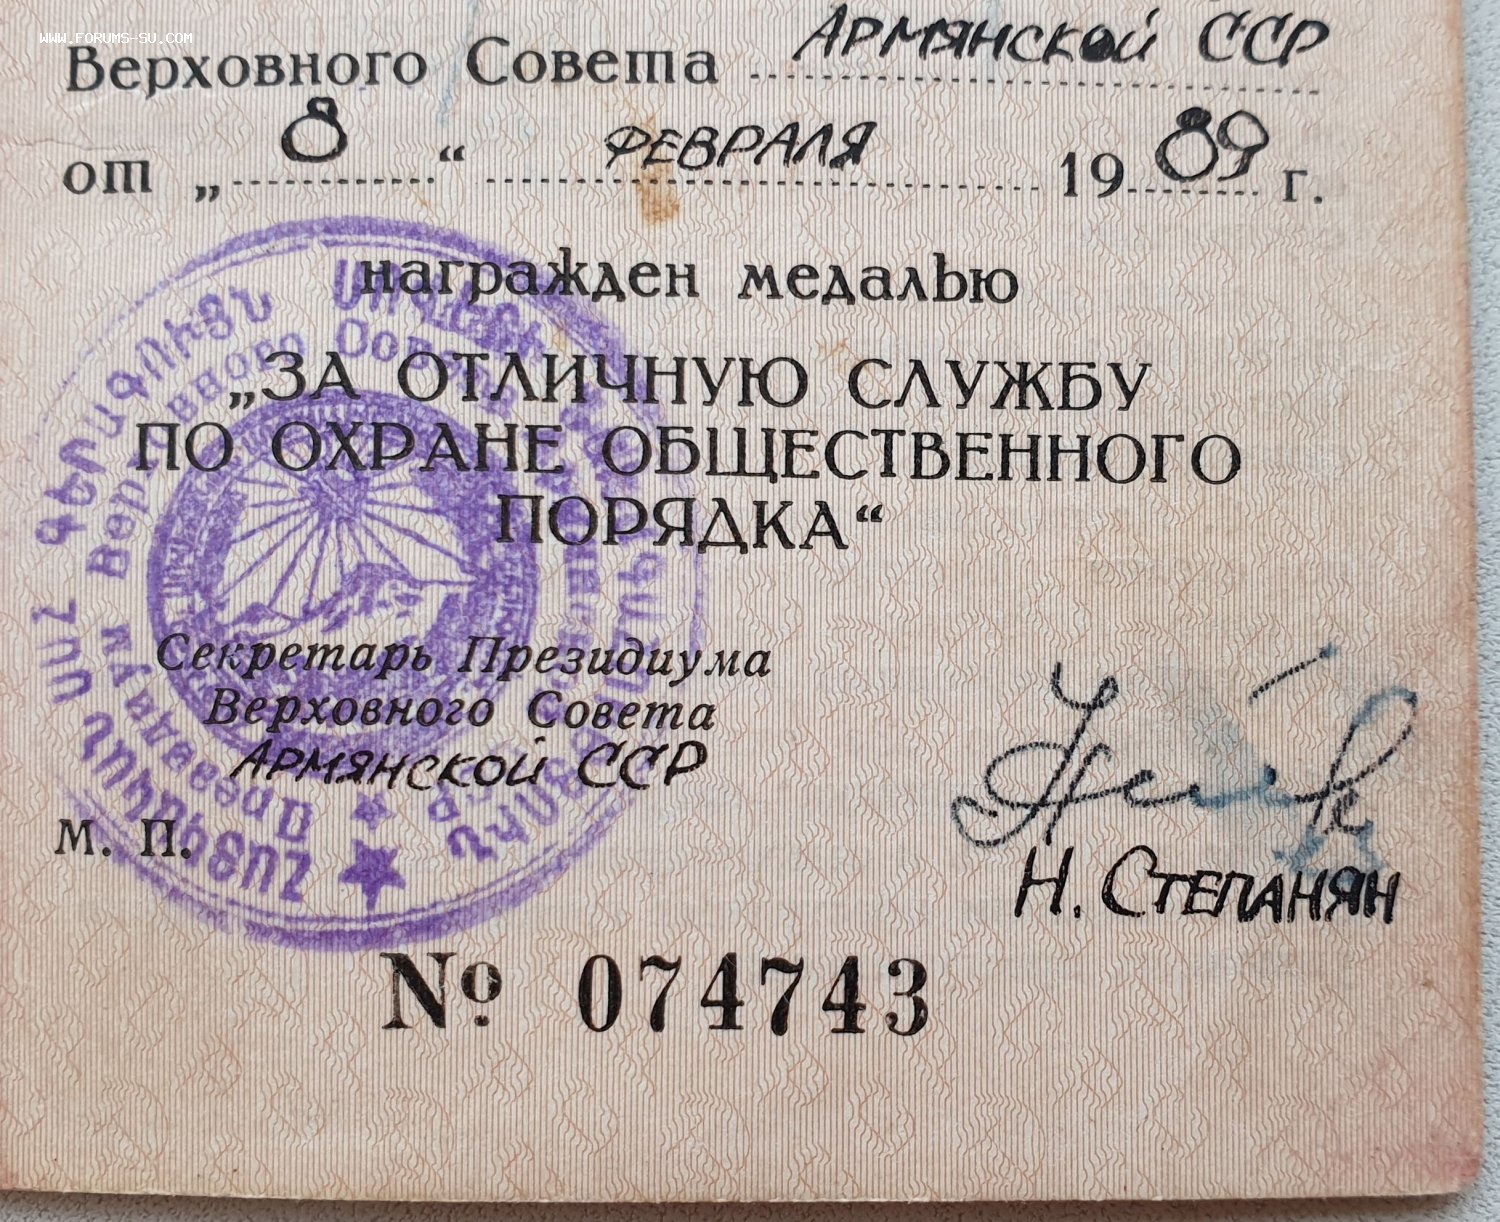 WWW.FORUMS-SU.COM
Верховного Совета Армянской ССР
от „ 8 “ февраля 1989 г.
награжден медалью
„ЗА ОТЛИЧНУЮ СЛУЖБУ
ПО ОХРАНЕ ОБЩЕСТВЕННОГО
ПОРЯДКА“
Секретарь Президиума
Верховного Совета
Армянской ССР
М. П.
Н. Степанян
№ 074743